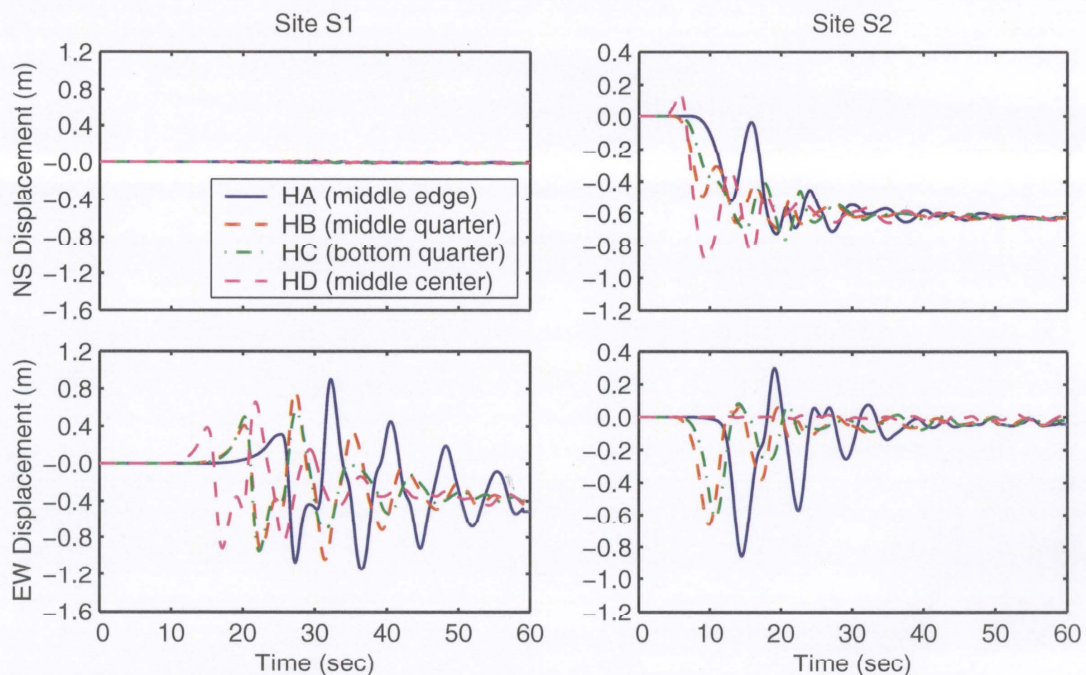 Site S1
Site S2
NS Displacement (m)
1.2
0.8
0.4
−0.0
−0.4
−0.8
−1.2
−1.6
HA (middle edge)
HB (middle quarter)
HC (bottom quarter)
HD (middle center)
0.4
0.2
0.0
−0.2
−0.4
−0.6
−0.8
−1.0
−1.2
EW Displacement (m)
1.2
0.8
0.4
−0.0
−0.4
−0.8
−1.2
−1.6
0 10 20 30 40 50 60
Time (sec)
0.4
0.2
0.0
−0.2
−0.4
−0.6
−0.8
−1.0
−1.2
0 10 20 30 40 50 60
Time (sec)